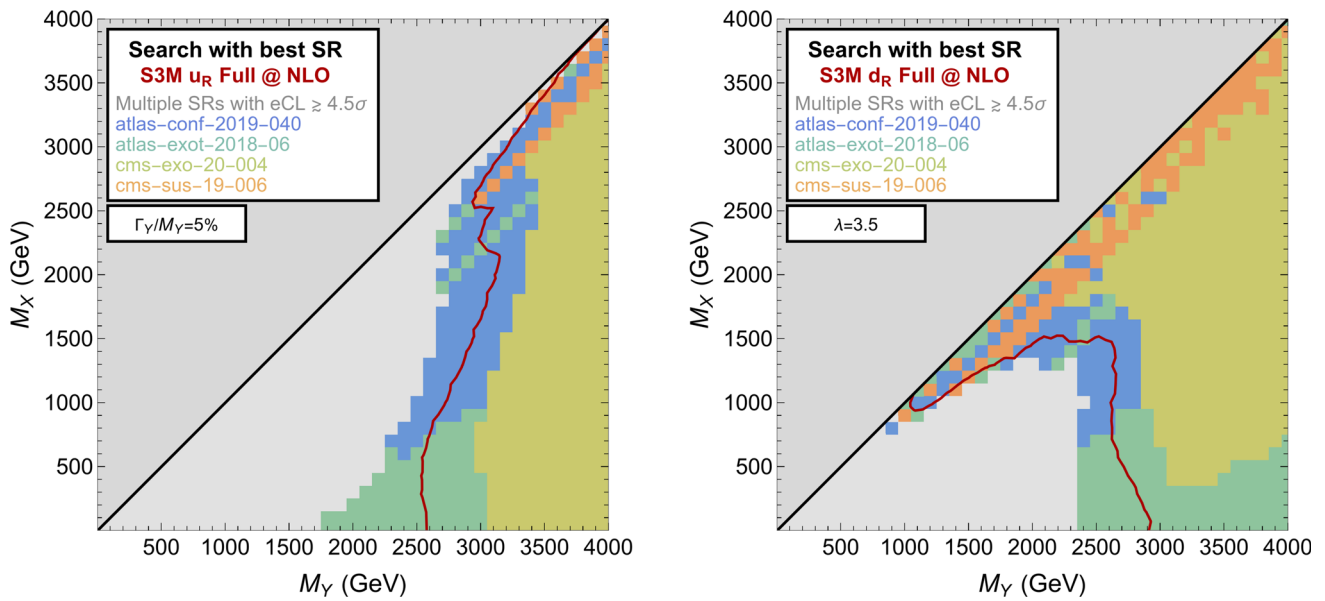 Search with best SR
S3M u_R Full @ NLO
Multiple SRs with eCL ≳ 4.5σ
atlas-conf-2019-040
atlas-exot-2018-06
cms-exo-20-004
cms-sus-19-006
Γ_Y/M_Y=5%
4000
3500
3000
2500
2000
1500
1000
500
M_X (GeV)
500 1000 1500 2000 2500 3000 3500 4000
M_Y (GeV)
Search with best SR
S3M d_R Full @ NLO
Multiple SRs with eCL ≳ 4.5σ
atlas-conf-2019-040
atlas-exot-2018-06
cms-exo-20-004
cms-sus-19-006
λ=3.5
4000
3500
3000
2500
2000
1500
1000
500
M_X (GeV)
500 1000 1500 2000 2500 3000 3500 4000
M_Y (GeV)